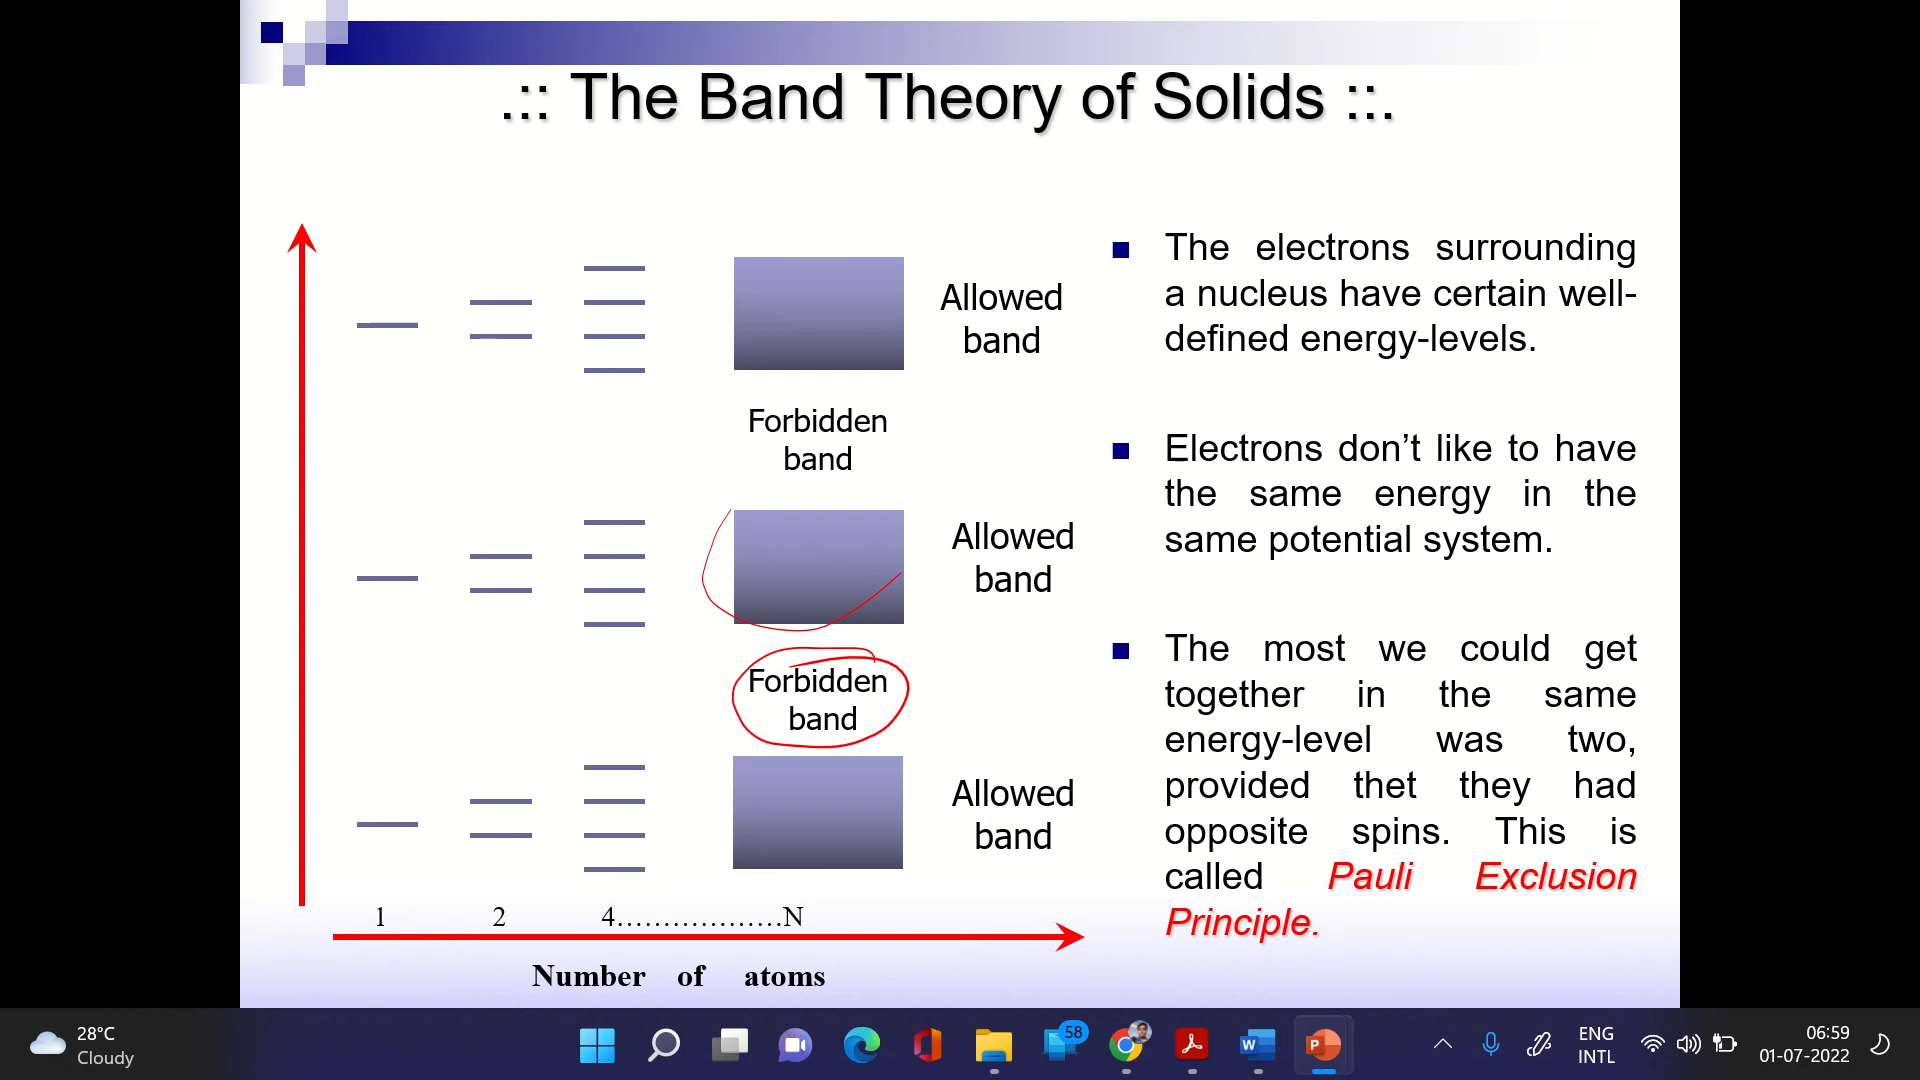 .:: The Band Theory of Solids ::.
Allowed
band
Forbidden
band
Allowed
band
Forbidden
band
Allowed
band
1 2 4..................N
Number of atoms
The electrons surrounding
a nucleus have certain well-
defined energy-levels.
Electrons don’t like to have
the same energy in the
same potential system.
The most we could get
together in the same
energy-level was two,
provided thet they had
opposite spins. This is
called Pauli Exclusion
Principle.
28°C
Cloudy
58
W
P
ENG
INTL
06:59
01-07-2022